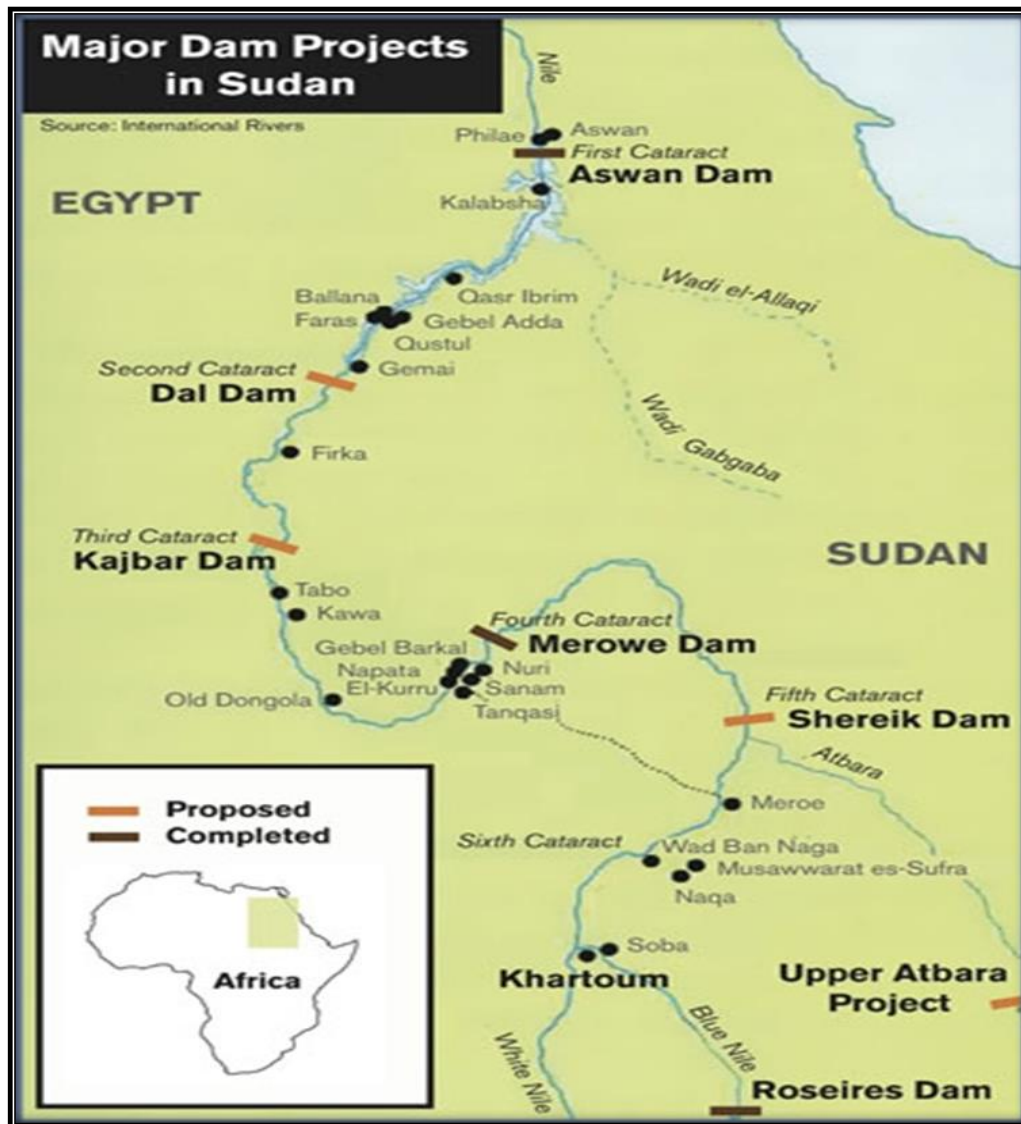 Major Dam Projects
in Sudan
Source: International Rivers
Nile
Philae
Aswan
First Cataract
Aswan Dam
EGYPT
Kalabsha
Wadi el-Allaqi
Ballana
Qasr Ibrim
Faras
Gebel Adda
Qustul
Second Cataract
Gemai
Dal Dam
Wadi Gabgaba
Firka
Third Cataract
Kajbar Dam
SUDAN
Tabo
Kawa
Fourth Cataract
Merowe Dam
Gebel Barkal
Napata
Nuri
El-Kurru
Sanam
Old Dongola
Tanqasi
Fifth Cataract
Shereik Dam
Atbara
Meroe
Proposed
Completed
Sixth Cataract
Wad Ban Naga
Musawwarat es-Sufra
Naqa
Soba
Khartoum
Africa
Upper Atbara
Project
White Nile
Blue Nile
Roseires Dam